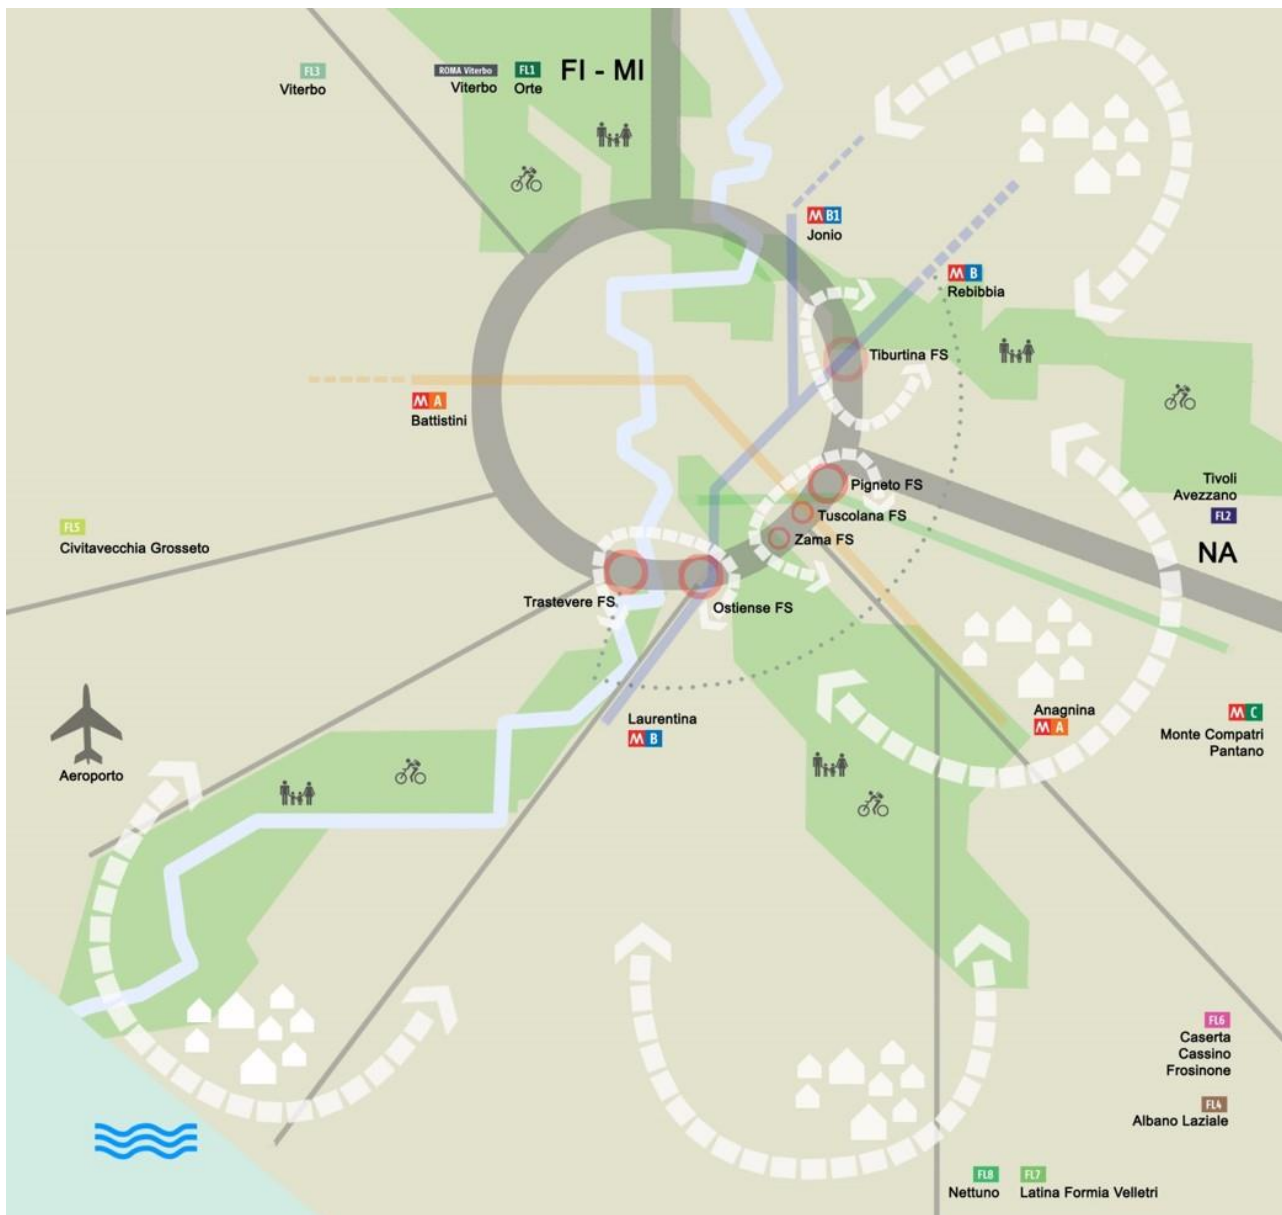 FL3
Viterbo
ROMA Viterbo
Viterbo
FL1
Orte
FI - MI
M B1
Jonio
M B
Rebibbia
Tiburtina FS
M A
Battistini
Pigneto FS
Tuscolana FS
Zama FS
Tivoli
Avezzano
FL2
NA
FL5
Civitavecchia Grosseto
Trastevere FS
Ostiense FS
Laurentina
M B
Anagnina
M A
M C
Monte Compatri
Pantano
Aeroporto
FL6
Caserta
Cassino
Frosinone
FL4
Albano Laziale
FL8
Nettuno
FL7
Latina Formia Velletri